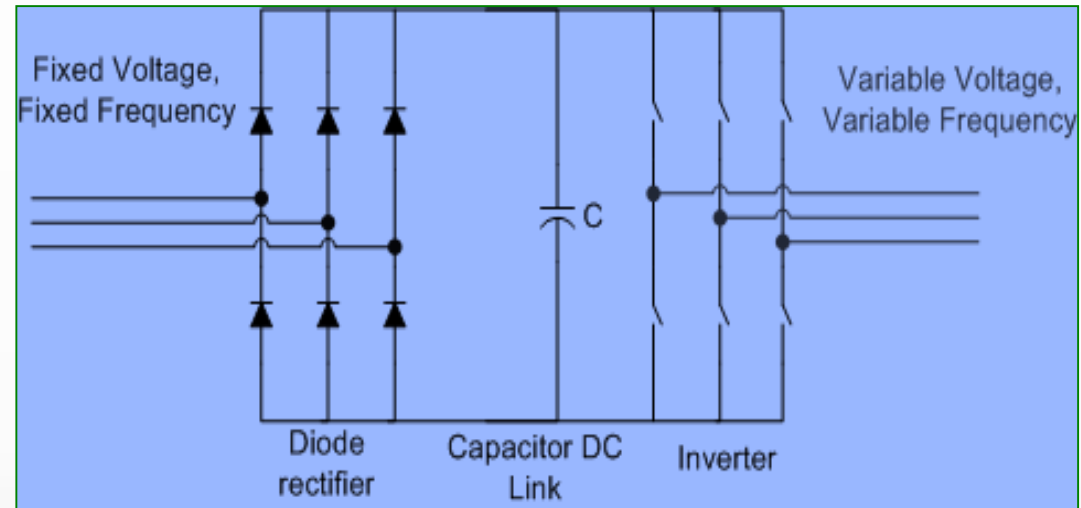 Fixed Voltage,
Fixed Frequency
Variable Voltage,
Variable Frequency
C
Diode
rectifier
Capacitor DC
Link
Inverter